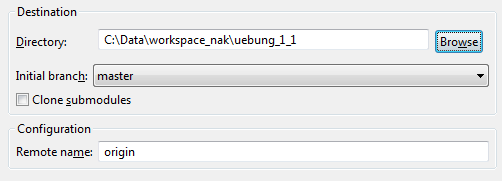 Destination
Directory: C:\Data\workspace_nak\uebung_1_1 Browse
Initial branch: master
Clone submodules
Configuration
Remote name: origin